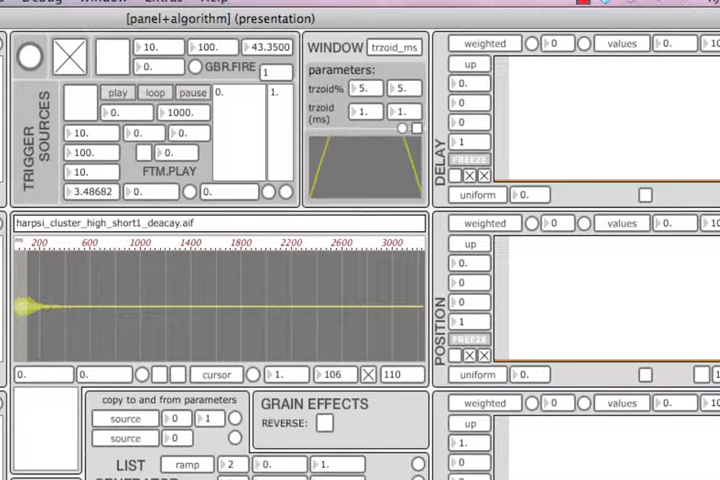 [panel+algorithm] (presentation)
10. 100. 43.3500
0. GBR.FIRE 1
play loop pause
0. 1000.
0. 1.
10. 0. 0.
100. 0.
10. FTM.PLAY
3.48682 0. 0.
TRIGGER SOURCES
WINDOW trzoid_ms
parameters:
trzoid% 5. 5.
trzoid (ms) 1. 1.
weighted 0 values 0.
up
0.
0
0
1
FREEZE
uniform 0.
DELAY
harpsi_cluster_high_short1_deacay.aif
ms 200 600 1000 1400 1800 2200 2600 3000
0. 0. cursor 1. 106 110
weighted 0 values 0.
up
0.
0
0
1
FREEZE
uniform 0.
POSITION
copy to and from parameters
source 0 1
source 0
GRAIN EFFECTS
REVERSE:
LIST ramp 2 0. 1.
weighted 0 values 0.
up
1.
0